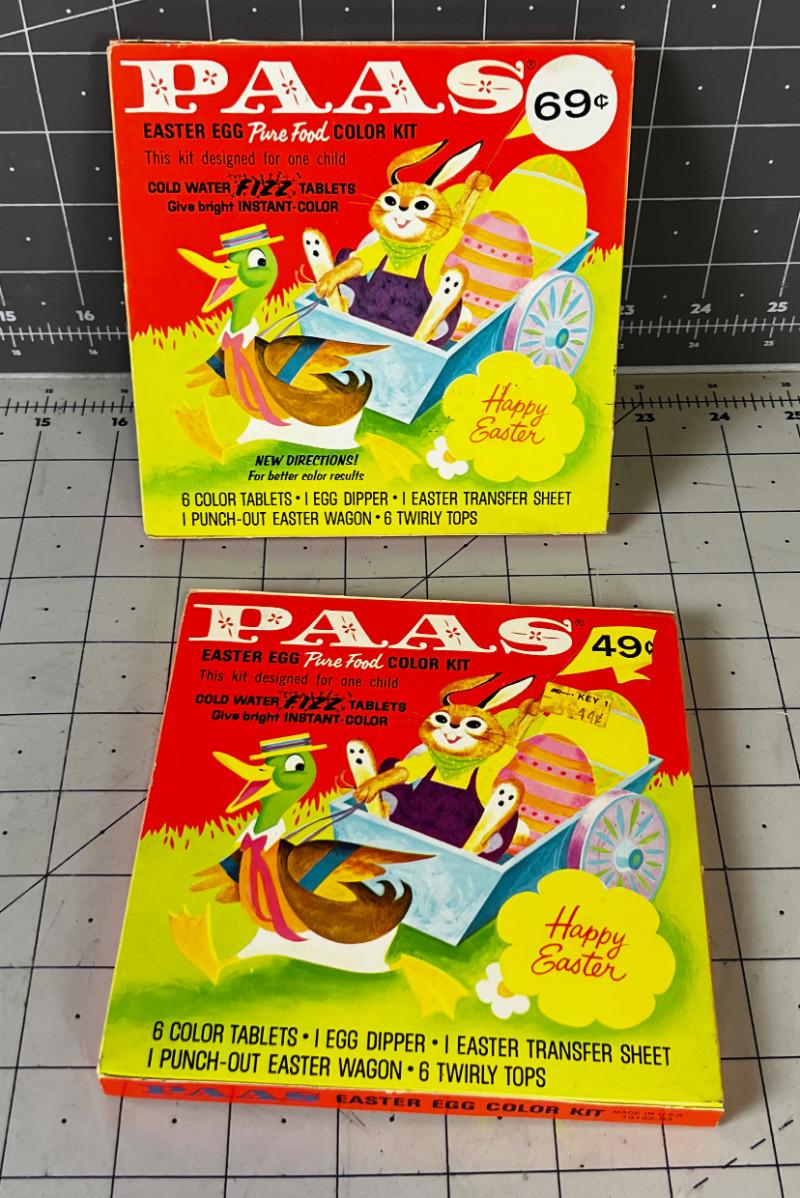 PAAS®
69¢
EASTER EGG Pure Food COLOR KIT
This kit designed for one child
COLD WATER FIZZ TABLETS
Give bright INSTANT-COLOR
Happy
Easter
NEW DIRECTIONS!
For better color results
6 COLOR TABLETS • 1 EGG DIPPER • 1 EASTER TRANSFER SHEET
1 PUNCH-OUT EASTER WAGON • 6 TWIRLY TOPS
15 16 23 24 25
15 16 23 24 25
PAAS®
49¢
EASTER EGG Pure Food COLOR KIT
This kit designed for one child
COLD WATER FIZZ TABLETS
Give bright INSTANT-COLOR
KEY 1
44¢
Happy
Easter
6 COLOR TABLETS • 1 EGG DIPPER • 1 EASTER TRANSFER SHEET
1 PUNCH-OUT EASTER WAGON • 6 TWIRLY TOPS
PAAS EASTER EGG COLOR KIT
MADE IN U.S.A.